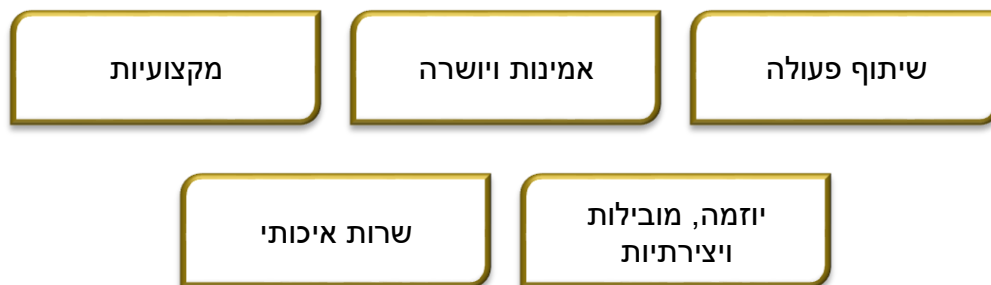 שיתוף פעולה
אמינות ויושרה
מקצועיות
יוזמה, מובילות
ויצירתיות
שרות איכותי